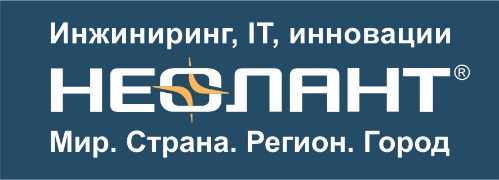 Инжиниринг, IT, инновации
НЕОЛАНТ®
Мир. Страна. Регион. Город